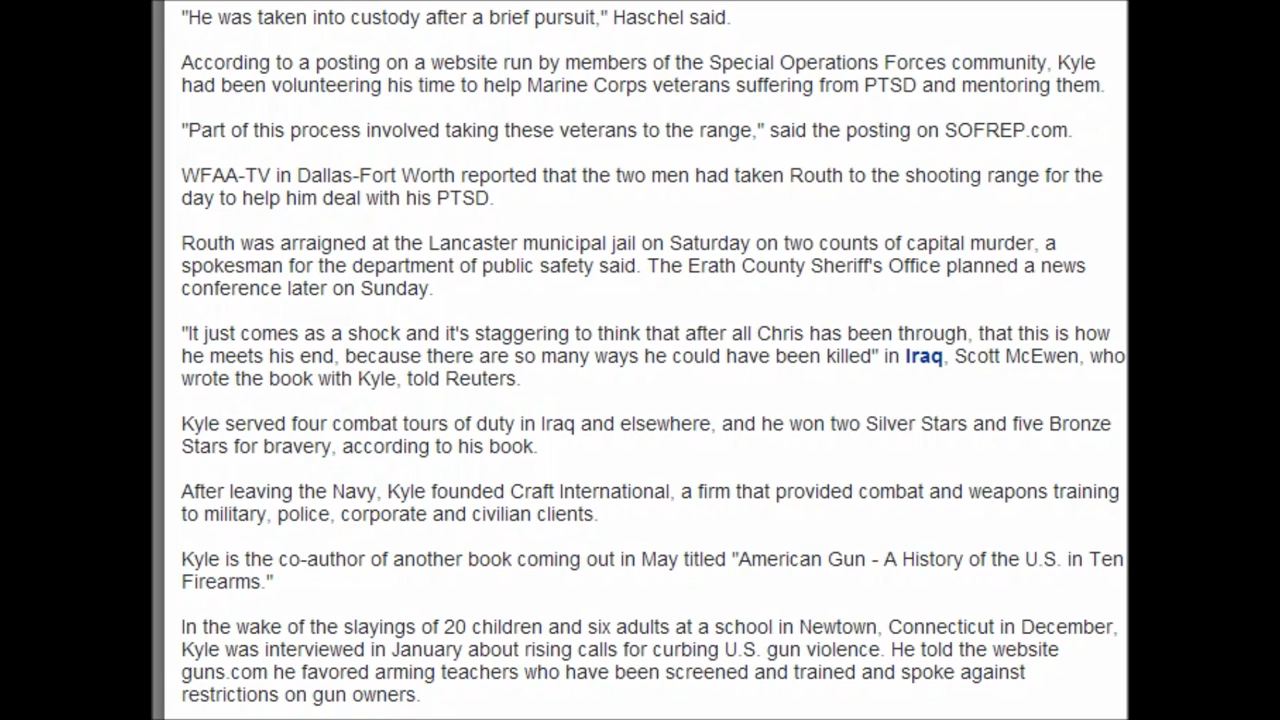 "He was taken into custody after a brief pursuit," Haschel said.
According to a posting on a website run by members of the Special Operations Forces community, Kyle
had been volunteering his time to help Marine Corps veterans suffering from PTSD and mentoring them.
"Part of this process involved taking these veterans to the range," said the posting on SOFREP.com.
WFAA-TV in Dallas-Fort Worth reported that the two men had taken Routh to the shooting range for the
day to help him deal with his PTSD.
Routh was arraigned at the Lancaster municipal jail on Saturday on two counts of capital murder, a
spokesman for the department of public safety said. The Erath County Sheriff's Office planned a news
conference later on Sunday.
"It just comes as a shock and it's staggering to think that after all Chris has been through, that this is how
he meets his end, because there are so many ways he could have been killed" in Iraq, Scott McEwen, who
wrote the book with Kyle, told Reuters.
Kyle served four combat tours of duty in Iraq and elsewhere, and he won two Silver Stars and five Bronze
Stars for bravery, according to his book.
After leaving the Navy, Kyle founded Craft International, a firm that provided combat and weapons training
to military, police, corporate and civilian clients.
Kyle is the co-author of another book coming out in May titled "American Gun - A History of the U.S. in Ten
Firearms."
In the wake of the slayings of 20 children and six adults at a school in Newtown, Connecticut in December,
Kyle was interviewed in January about rising calls for curbing U.S. gun violence. He told the website
guns.com he favored arming teachers who have been screened and trained and spoke against
restrictions on gun owners.